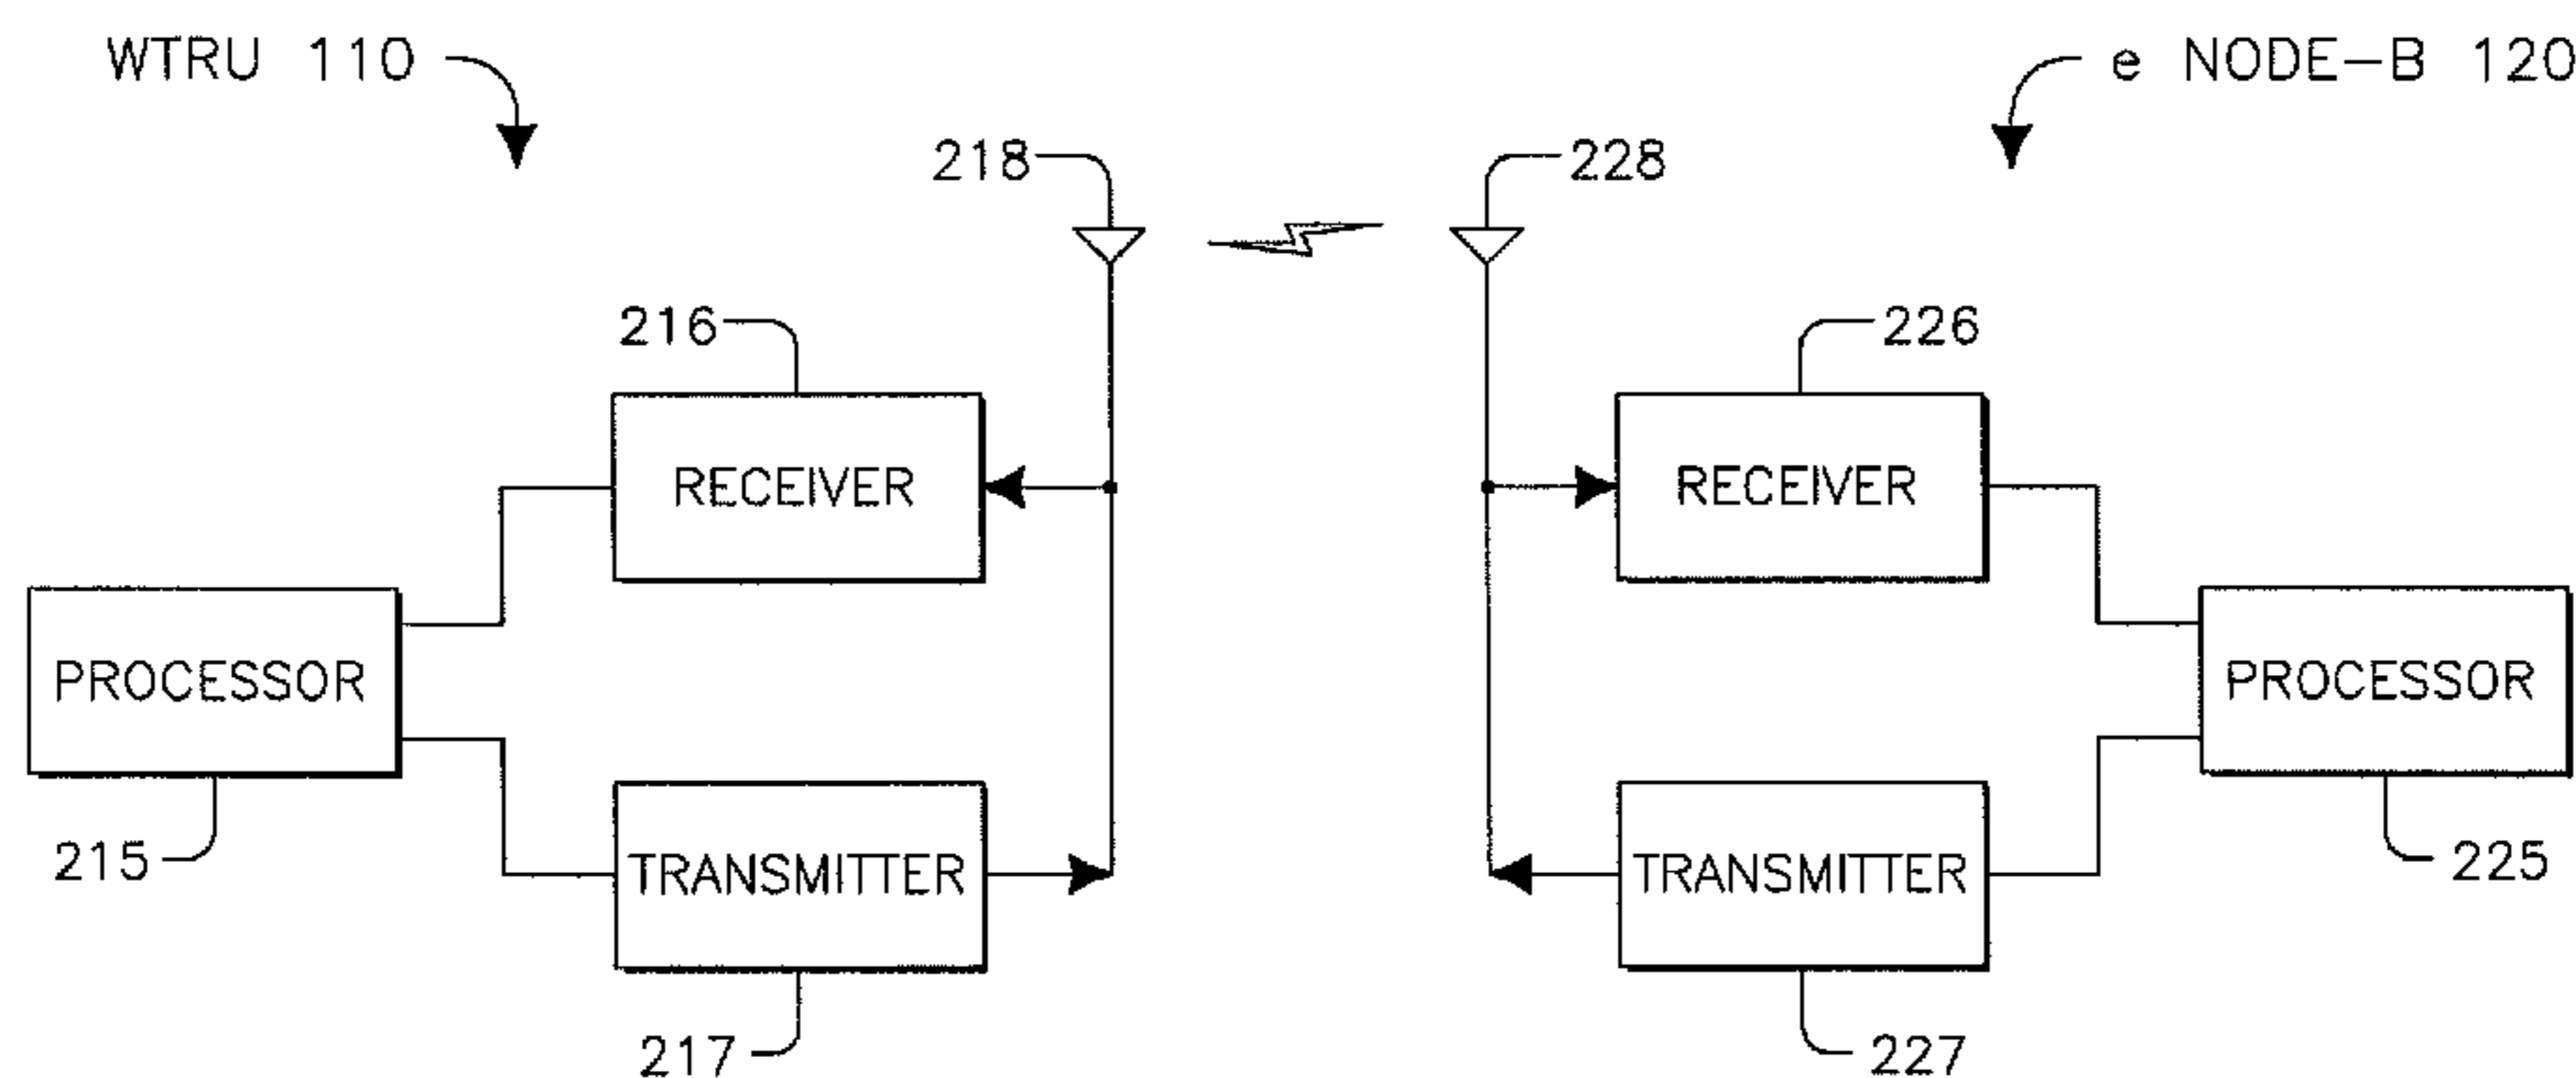 WTRU 110
e NODE-B 120
218
228
216
226
RECEIVER
RECEIVER
PROCESSOR
PROCESSOR
215
TRANSMITTER
TRANSMITTER
225
217
227